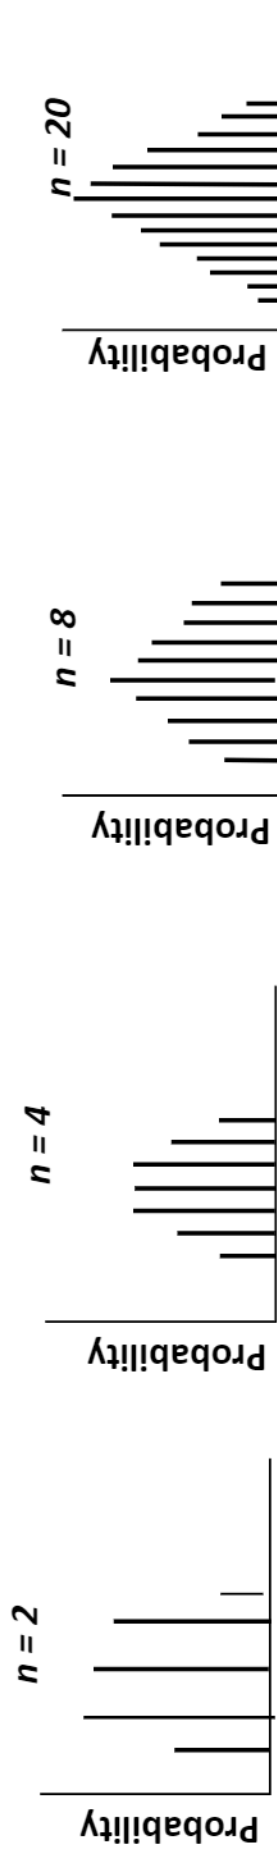 n = 2
Probability
n = 4
Probability
n = 8
Probability
n = 20
Probability